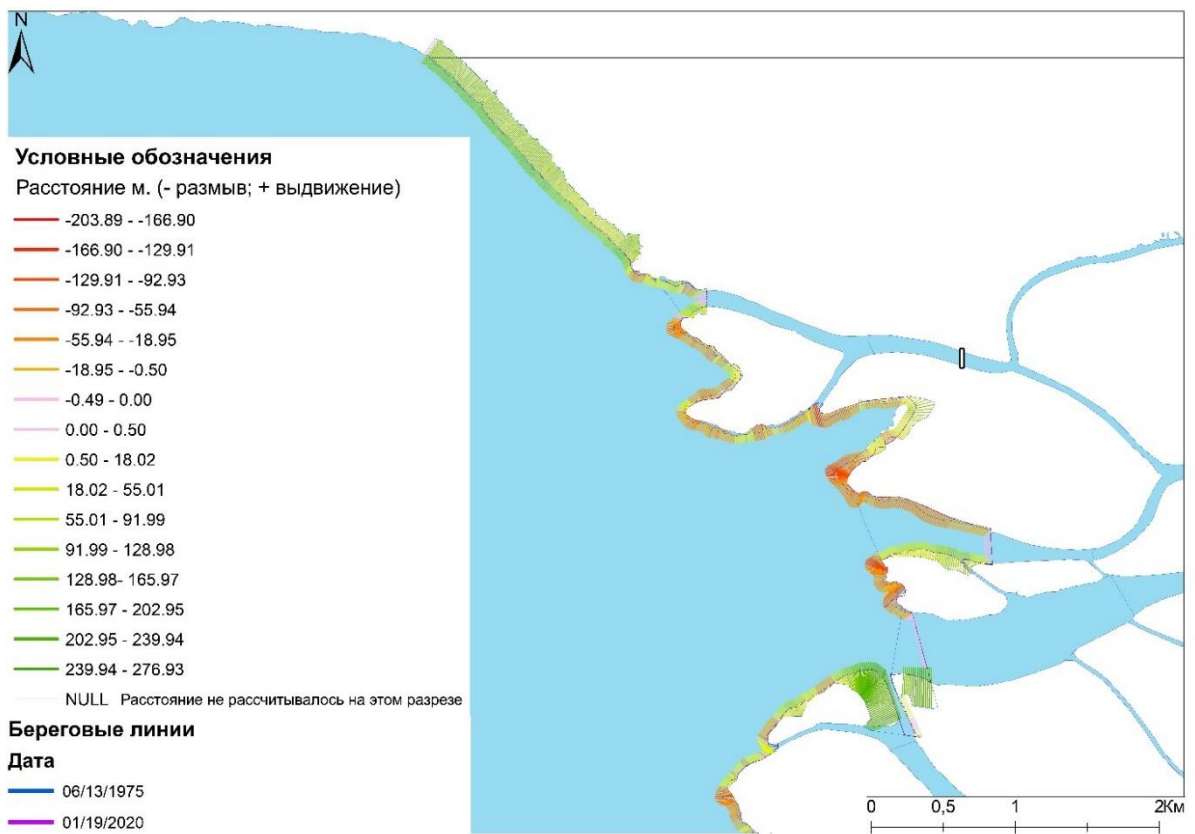 N
Условные обозначения
Расстояние м. (- размыв; + выдвижение)
-203.89 - -166.90
-166.90 - -129.91
-129.91 - -92.93
-92.93 - -55.94
-55.94 - -18.95
-18.95 - -0.50
-0.49 - 0.00
0.00 - 0.50
0.50 - 18.02
18.02 - 55.01
55.01 - 91.99
91.99 - 128.98
128.98- 165.97
165.97 - 202.95
202.95 - 239.94
239.94 - 276.93
NULL Расстояние не рассчитывалось на этом разрезе
Береговые линии
Дата
06/13/1975
01/19/2020
0 0,5 1 2Км